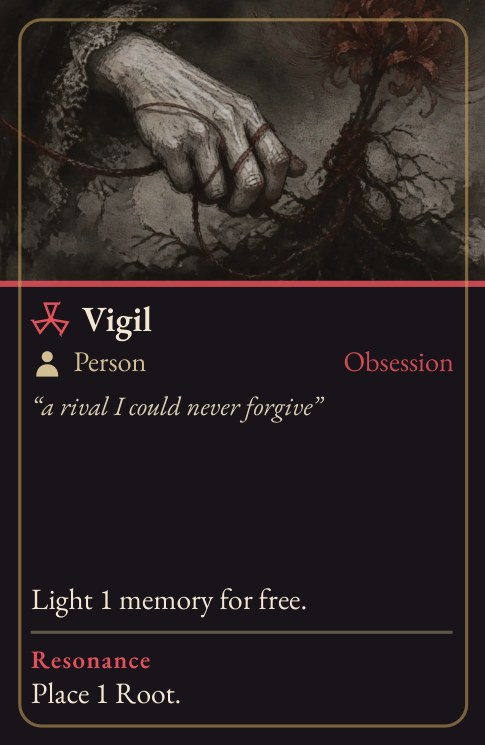 Vigil
Person Obsession
“a rival I could never forgive”
Light 1 memory for free.
Resonance
Place 1 Root.